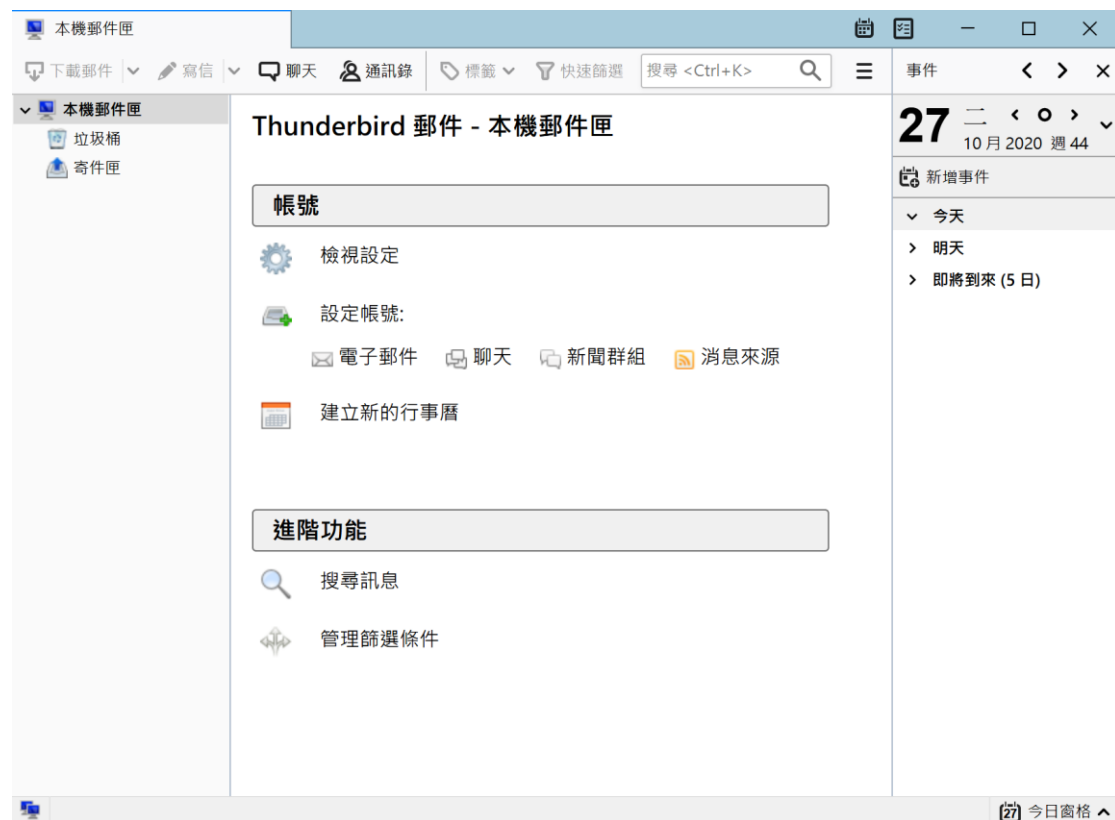 本機郵件匣
下載郵件 寫信 聊天 通訊錄 標籤 快速篩選 搜尋 <Ctrl+K>
本機郵件匣
垃圾桶
寄件匣
Thunderbird 郵件 - 本機郵件匣
帳號
檢視設定
設定帳號:
電子郵件 聊天 新聞群組 消息來源
建立新的行事曆
進階功能
搜尋訊息
管理篩選條件
事件
27 二
10 月 2020 週 44
新增事件
今天
明天
即將到來 (5 日)
27 今日窗格